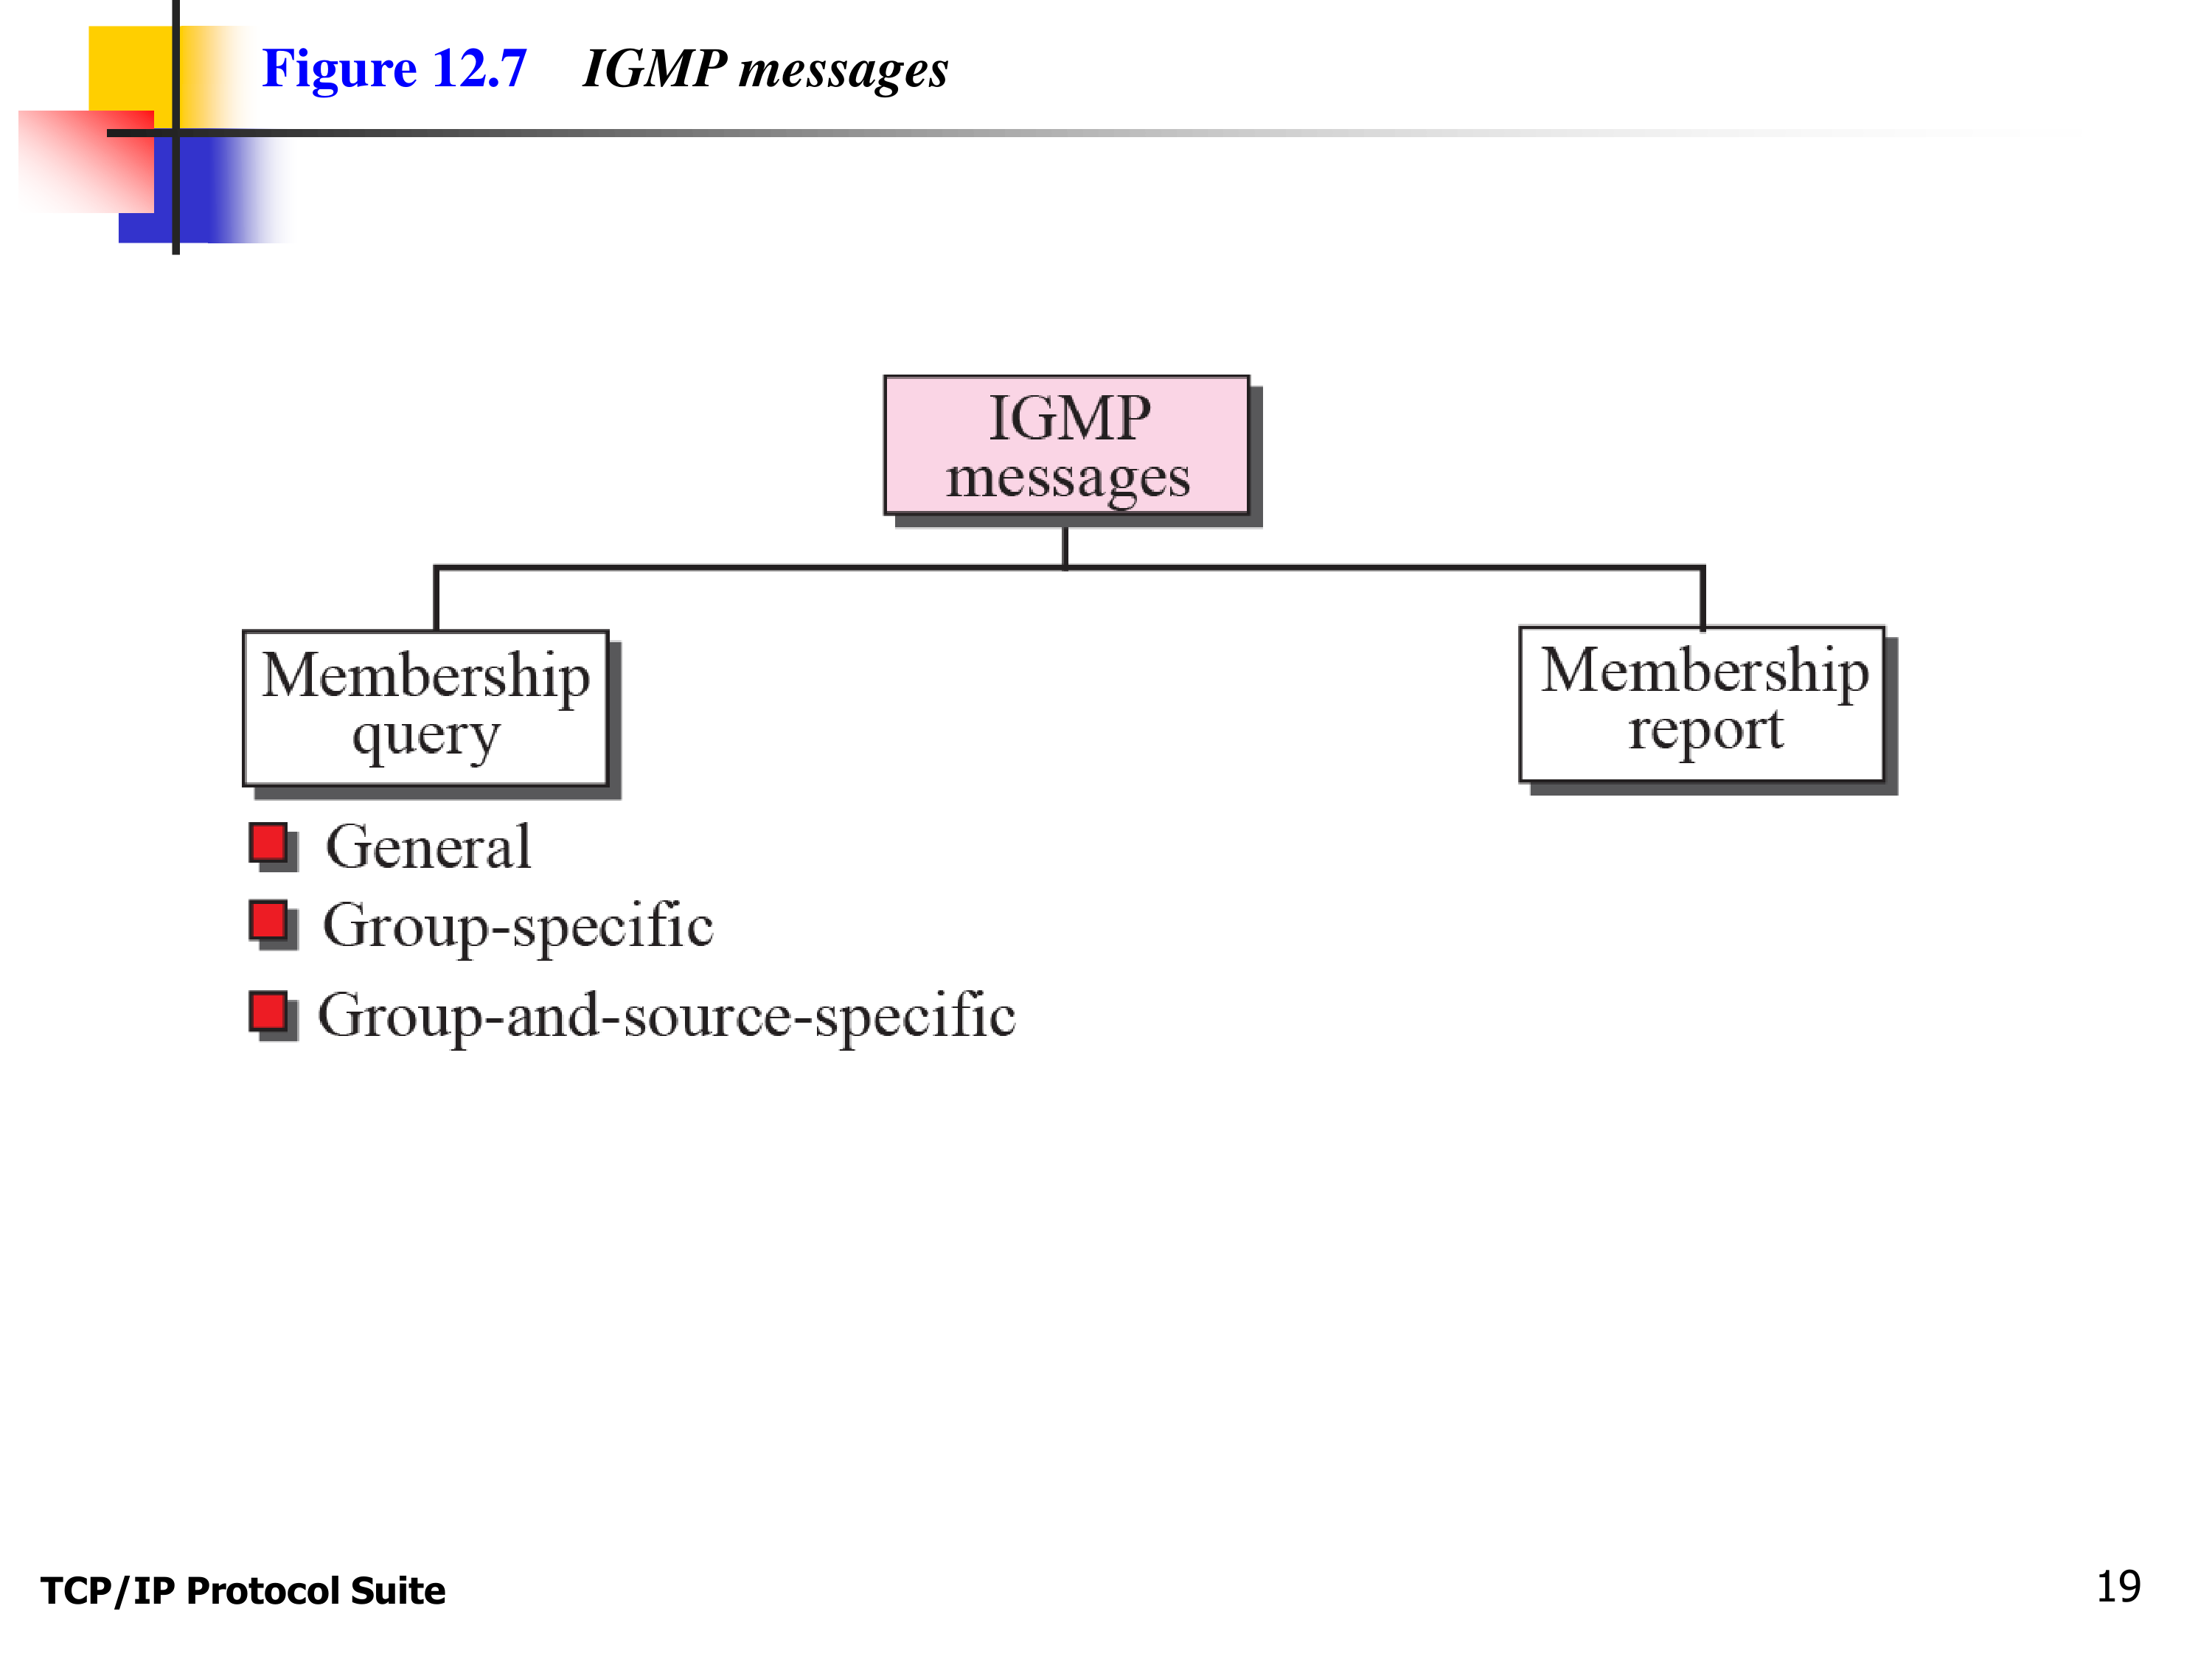 Figure 12.7 IGMP messages
IGMP
messages
Membership
query
Membership
report
General
Group-specific
Group-and-source-specific
TCP/IP Protocol Suite
19